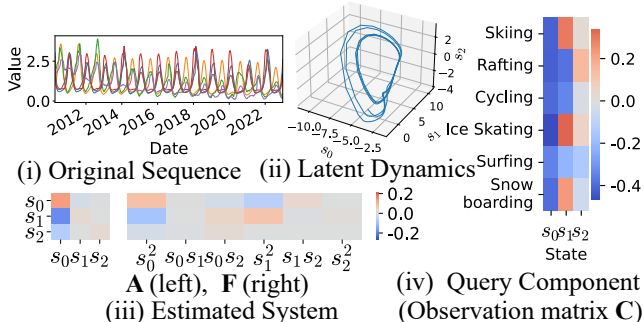 Value
2.5
0.0
2012
2014
2016
2018
2020
2022
Date
(i) Original Sequence
s₂
2
0
−2
−4
10
5
0
s₁
−10.0
−7.5
−5.0
−2.5
s₀
(ii) Latent Dynamics
Skiing
Rafting
Cycling
Ice Skating
Surfing
Snow
boarding
s₀ s₁ s₂
State
0.2
0.0
−0.2
−0.4
(iv) Query Component
(Observation matrix C)
s₀
s₁
s₂
s₀ s₁ s₂
s₀² s₀s₁ s₀s₂ s₁² s₁s₂ s₂²
0.2
0.0
−0.2
A (left), F (right)
(iii) Estimated System